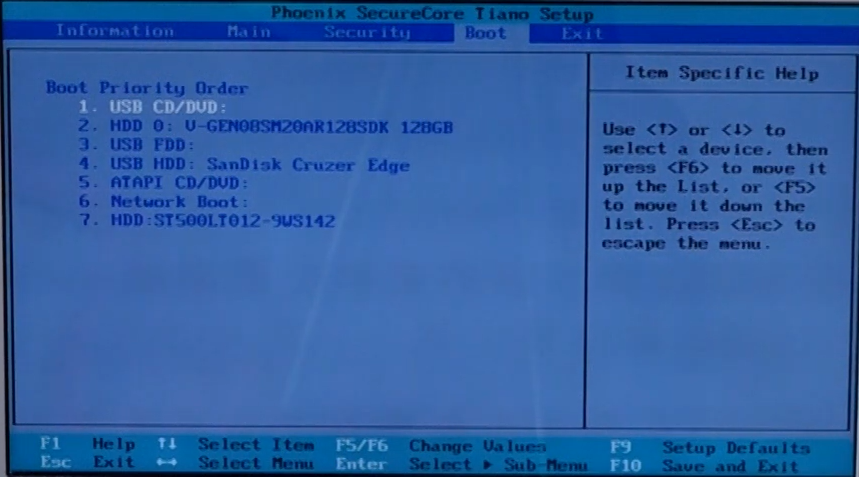 Phoenix SecureCore Tiano Setup
Information Main Security Boot Exit
Boot Priority Order
1. USB CD/DVD:
2. HDD 0: V-GEN08SM20AR128SDK 128GB
3. USB FDD:
4. USB HDD: SanDisk Cruzer Edge
5. ATAPI CD/DVD:
6. Network Boot:
7. HDD:ST500LT012-9WS142
Item Specific Help
Use <↑> or <↓> to
select a device, then
press <F6> to move it
up the List, or <F5>
to move it down the
list. Press <Esc> to
escape the menu.
F1 Help ↑↓ Select Item F5/F6 Change Values F9 Setup Defaults
Esc Exit ↔ Select Menu Enter Select ▶ Sub-Menu F10 Save and Exit